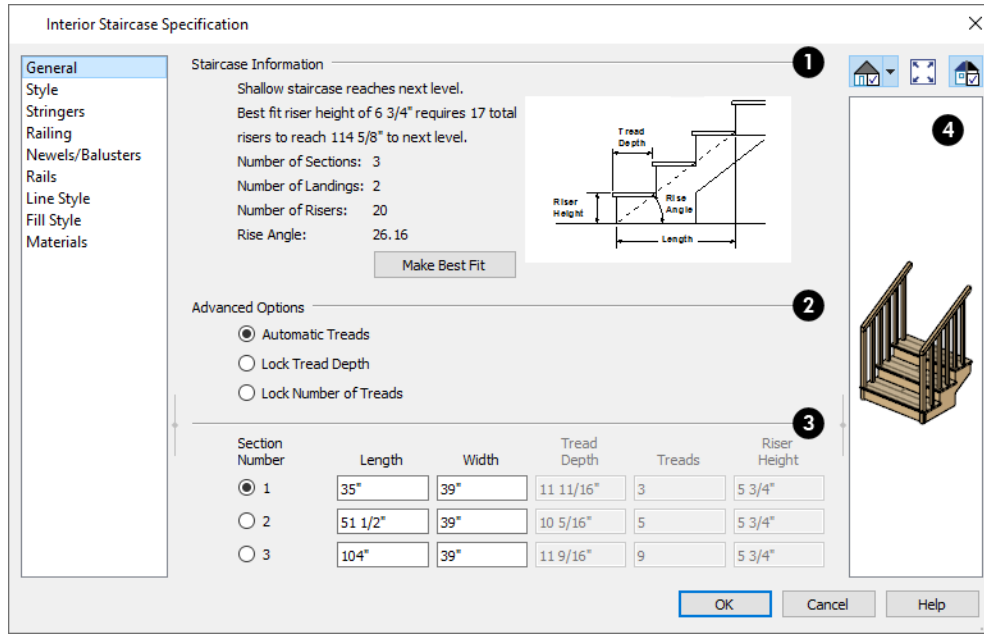 Interior Staircase Specification
General
Style
Stringers
Railing
Newels/Balusters
Rails
Line Style
Fill Style
Materials
Staircase Information
1
Shallow staircase reaches next level.
Best fit riser height of 6 3/4" requires 17 total
risers to reach 114 5/8" to next level.
Number of Sections: 3
Number of Landings: 2
Number of Risers: 20
Rise Angle: 26.16
Make Best Fit
Tread
Depth
Riser
Height
Rise
Angle
Length
Advanced Options
2
Automatic Treads
Lock Tread Depth
Lock Number of Treads
3
Section
Number
Length
Width
Tread
Depth
Treads
Riser
Height
1 35" 39" 11 11/16" 3 5 3/4"
2 51 1/2" 39" 10 5/16" 5 5 3/4"
3 104" 39" 11 9/16" 9 5 3/4"
4
OK
Cancel
Help